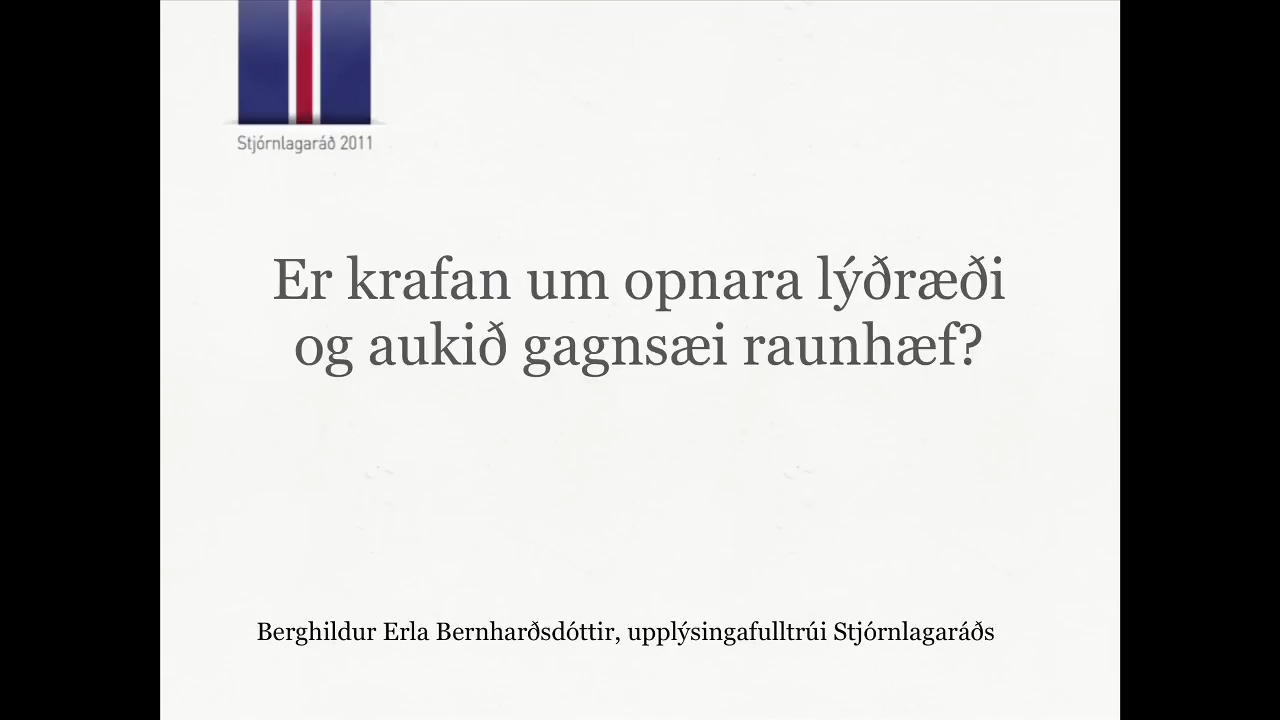 Stjórnlagaráð 2011
Er krafan um opnara lýðræði
og aukið gagnsæi raunhæf?
Berghildur Erla Bernharðsdóttir, upplýsingafulltrúi Stjórnlagaráðs